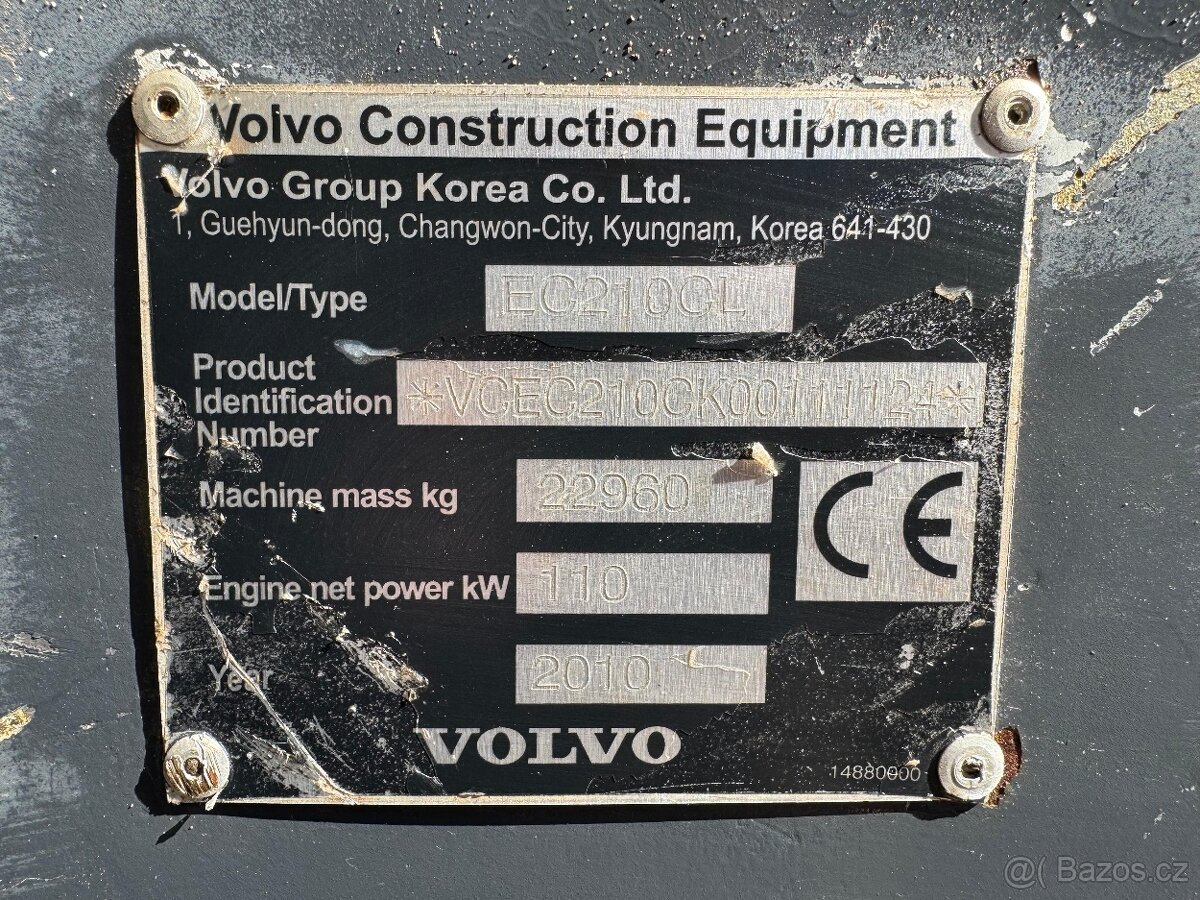 Volvo Construction Equipment
Volvo Group Korea Co. Ltd.
1, Guehyun-dong, Changwon-City, Kyungnam, Korea 641-430
Model/Type EC210CL
Product
Identification *VCEC210CK00111124*
Number
Machine mass kg 22960
CE
Engine net power kW 110
Year 2010
VOLVO
14880000
@( Bazos.cz